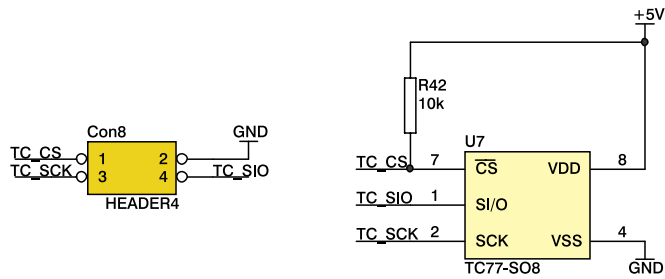 +5V
R42
10k
Con8
GND
U7
TC_CS
1
2
TC_SCK
3
4
TC_SIO
HEADER4
TC_CS
7
CS
VDD
8
TC_SIO
1
SI/O
TC_SCK
2
SCK
VSS
4
TC77-SO8
GND